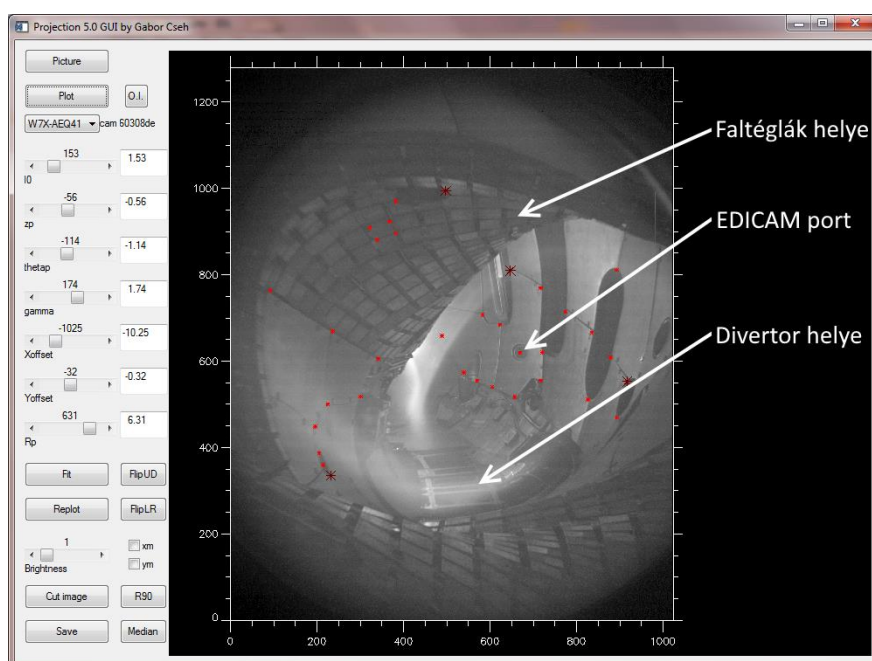 Projection 5.0 GUI by Gabor Cseh
Picture
Plot
O.I.
W7X-AEQ41
cam 60308de
153
1.53
l0
-56
-0.56
zp
-114
-1.14
thetap
174
1.74
gamma
-1025
-10.25
Xoffset
-32
-0.32
Yoffset
631
6.31
Rp
Fit
FlipUD
Replot
FlipLR
1
Brightness
xm
ym
Cut image
R90
Save
Median
1200
1000
800
600
400
200
0
0
200
400
600
800
1000
Faltéglák helye
EDICAM port
Divertor helye